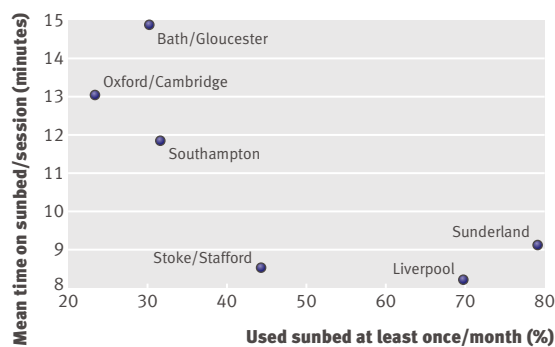 Mean time on sunbed/session (minutes)
15
14
13
12
11
10
9
8
Bath/Gloucester
Oxford/Cambridge
Southampton
Sunderland
Stoke/Stafford
Liverpool
20 30 40 50 60 70 80
Used sunbed at least once/month (%)